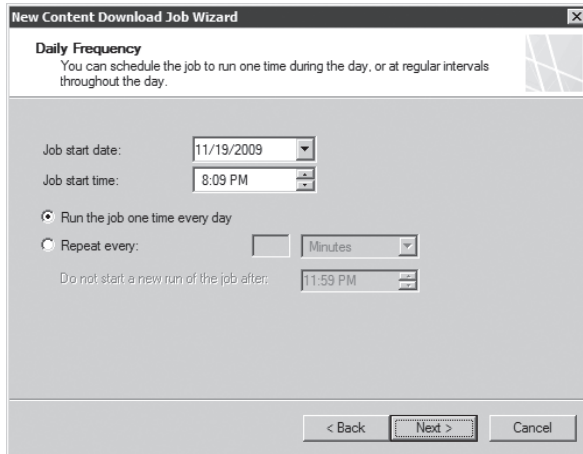 New Content Download Job Wizard
Daily Frequency
You can schedule the job to run one time during the day, or at regular intervals
throughout the day.
Job start date: 11/19/2009
Job start time: 8:09 PM
Run the job one time every day
Repeat every: Minutes
Do not start a new run of the job after: 11:59 PM
< Back Next > Cancel